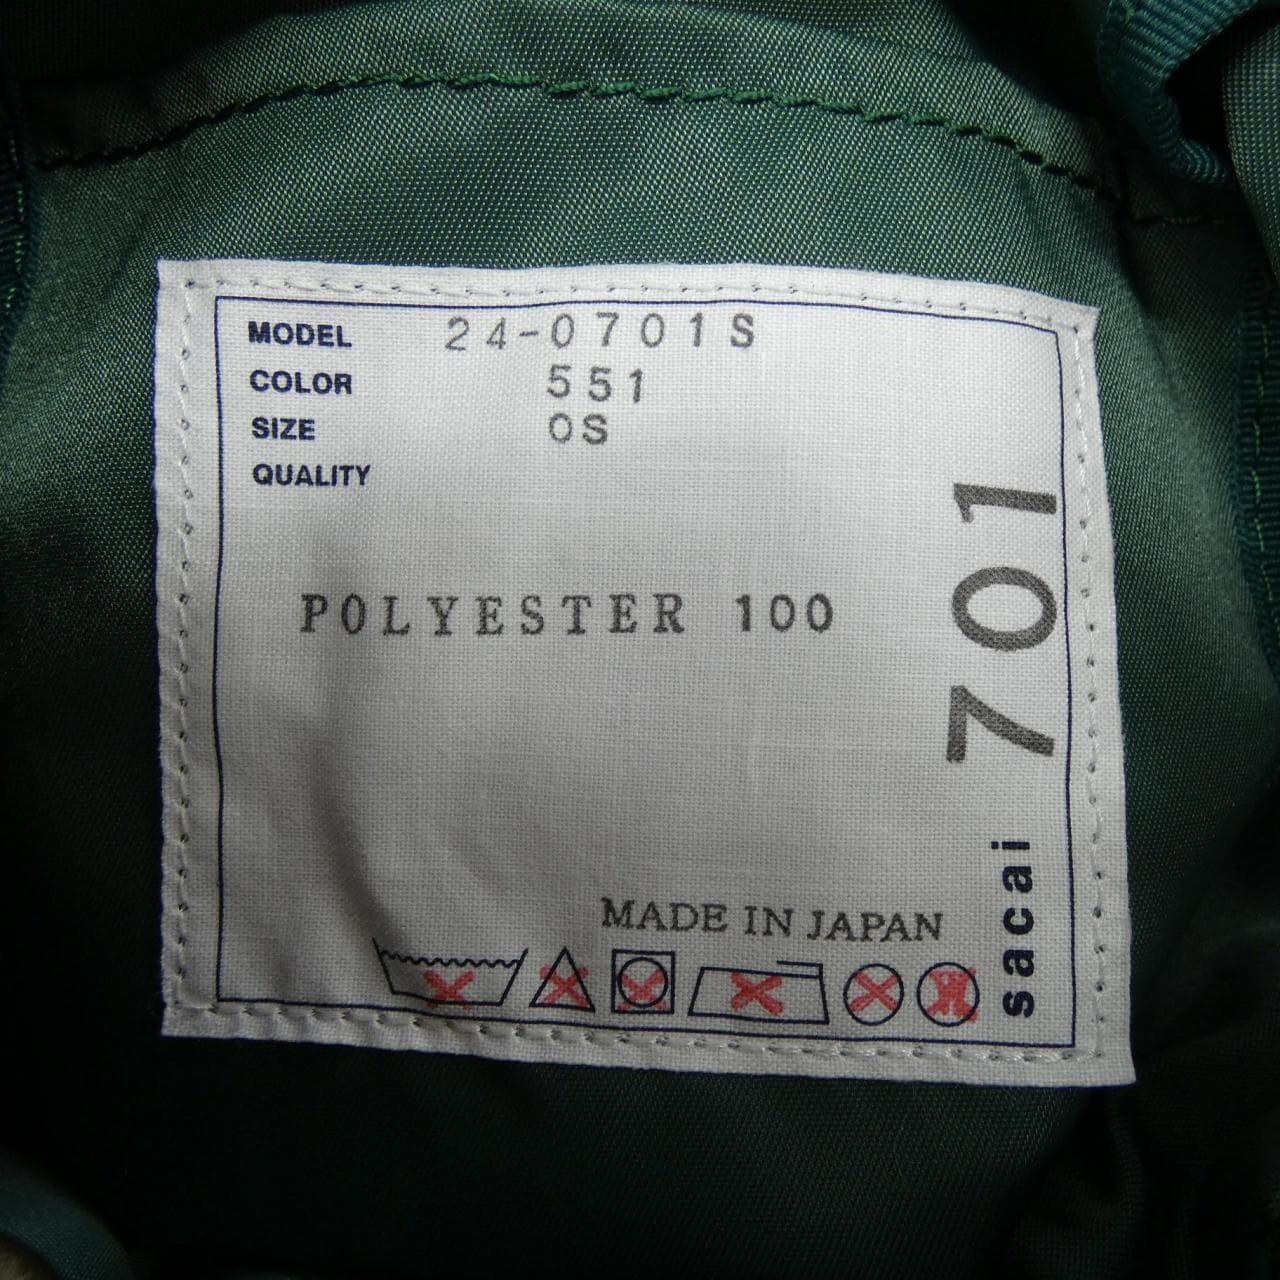 MODEL 24-0701S
COLOR 551
SIZE OS
QUALITY
POLYESTER 100
MADE IN JAPAN
sacai 701